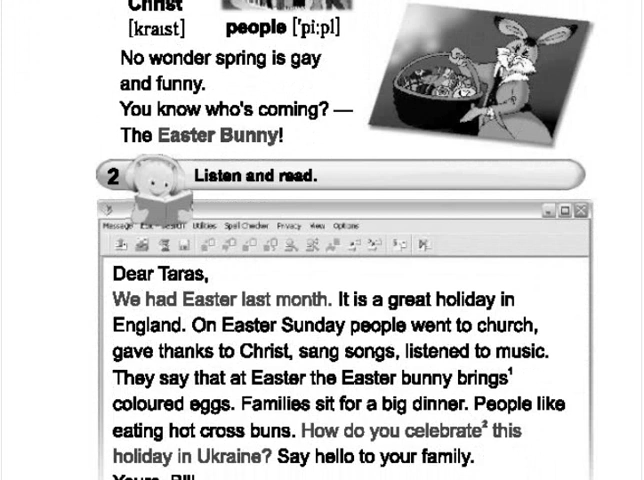 Christ
[kraɪst] people ['pi:pl]
No wonder spring is gay
and funny.
You know who's coming? —
The Easter Bunny!
2 Listen and read.
Message Edit Utilities Spell Checker Privacy View Options
Dear Taras,
We had Easter last month. It is a great holiday in
England. On Easter Sunday people went to church,
gave thanks to Christ, sang songs, listened to music.
They say that at Easter the Easter bunny brings¹
coloured eggs. Families sit for a big dinner. People like
eating hot cross buns. How do you celebrate² this
holiday in Ukraine? Say hello to your family.
Yours, Bill